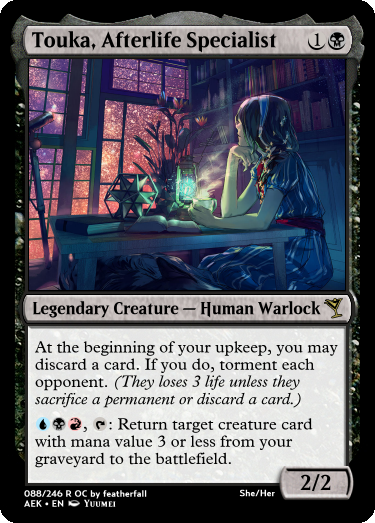 Touka, Afterlife Specialist 1
Legendary Creature — Human Warlock
At the beginning of your upkeep, you may
discard a card. If you do, torment each
opponent. (They loses 3 life unless they
sacrifice a permanent or discard a card.)
, : Return target creature card
with mana value 3 or less from your
graveyard to the battlefield.
2/2
088/246 R OC by featherfall She/Her
AEK • EN Yuumei